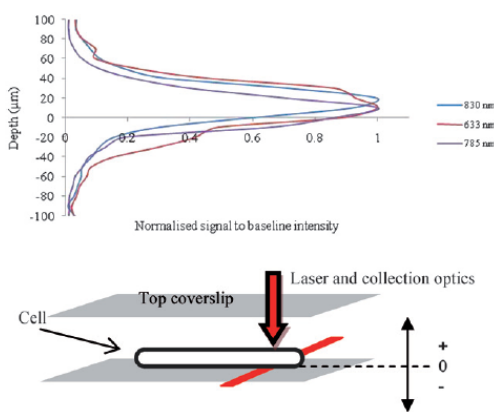 100
80
60
40
20
0
-20
-40
-60
-80
-100
Depth (µm)
0 0.2 0.4 0.6 0.8 1
830 nm
633 nm
785 nm
Normalised signal to baseline intensity
Laser and collection optics
Top coverslip
Cell
+
0
-